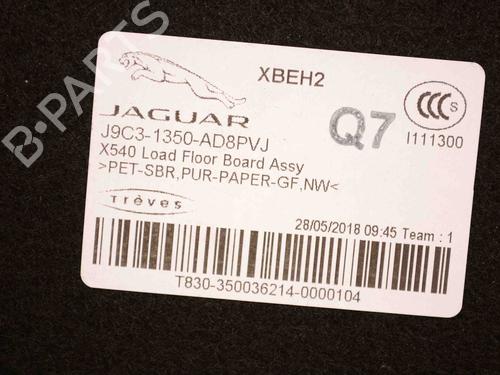 XBEH2
JAGUAR
J9C3-1350-AD8PVJ
Q7
CCC S
I111300
X540 Load Floor Board Assy
>PET-SBR,PUR-PAPER-GF,NW<
Trèves
28/05/2018 09:45 Team : 1
T830-350036214-0000104
B-PARTS